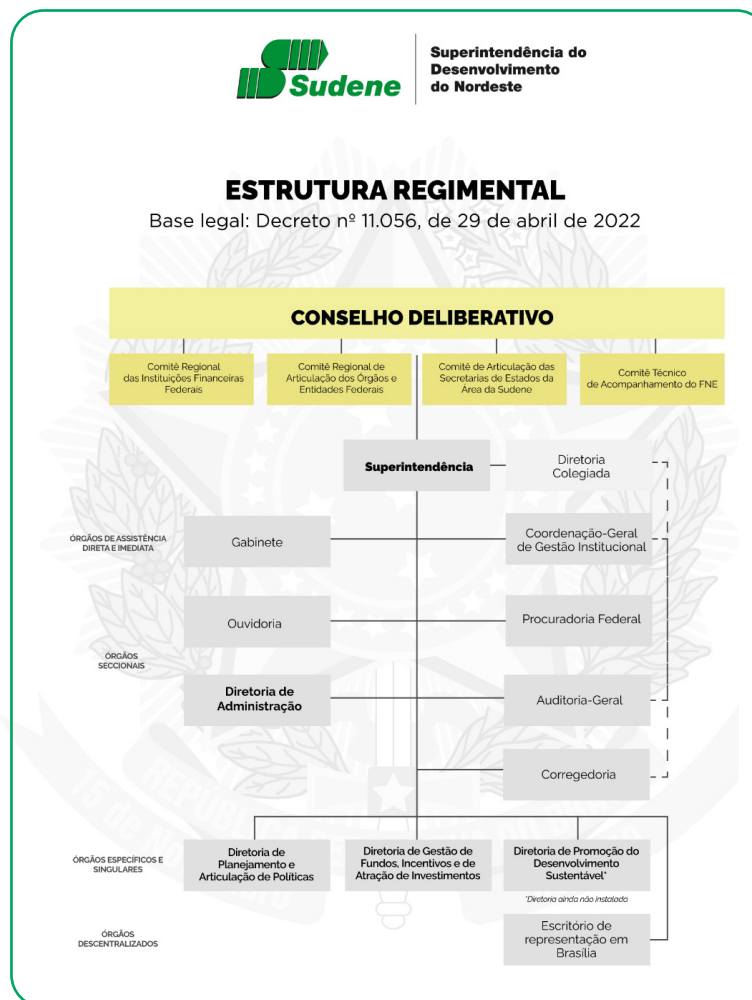 Sudene
Superintendência do
Desenvolvimento
do Nordeste
ESTRUTURA REGIMENTAL
Base legal: Decreto nº 11.056, de 29 de abril de 2022
CONSELHO DELIBERATIVO
Comitê Regional
das Instituições Financeiras
Federais
Comitê Regional de
Articulação dos Órgãos e
Entidades Federais
Comitê de Articulação das
Secretarias de Estados da
Área da Sudene
Comitê Técnico
de Acompanhamento do FNE
Superintendência
Diretoria
Colegiada
ÓRGÃOS DE ASSISTÊNCIA
DIRETA E IMEDIATA
Gabinete
Coordenação-Geral
de Gestão Institucional
Ouvidoria
Procuradoria Federal
ÓRGÃOS
SECCIONAIS
Diretoria de
Administração
Auditoria-Geral
Corregedoria
ÓRGÃOS ESPECÍFICOS E
SINGULARES
Diretoria de
Planejamento e
Articulação de Políticas
Diretoria de Gestão de
Fundos, Incentivos e de
Atração de Investimentos
Diretoria de Promoção do
Desenvolvimento
Sustentável*
*Diretoria ainda não instalada
ÓRGÃOS
DESCENTRALIZADOS
Escritório de
representação em
Brasília
15 de